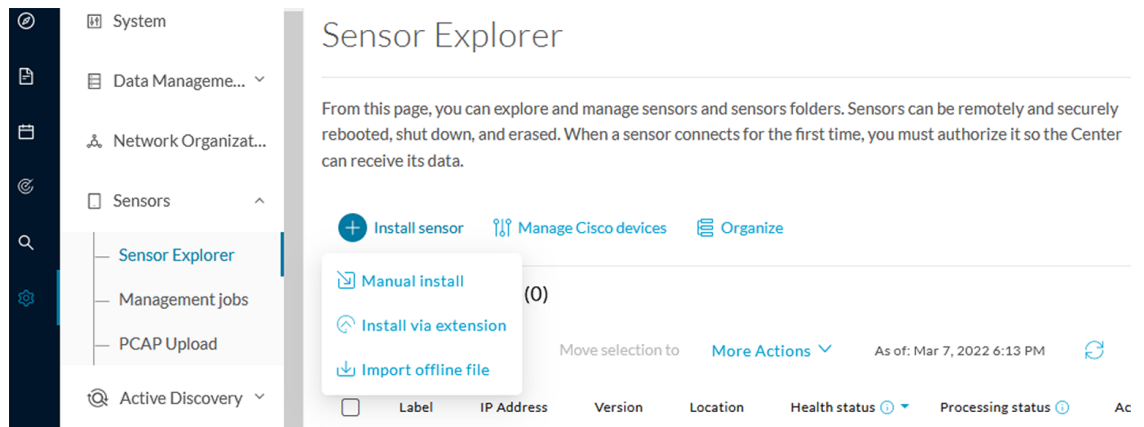 System
Data Manageme...
Network Organizat...
Sensors
Sensor Explorer
Management jobs
PCAP Upload
Active Discovery
Sensor Explorer
From this page, you can explore and manage sensors and sensors folders. Sensors can be remotely and securely
rebooted, shut down, and erased. When a sensor connects for the first time, you must authorize it so the Center
can receive its data.
Install sensor Manage Cisco devices Organize
Manual install
Install via extension
Import offline file
(0)
Move selection to More Actions As of: Mar 7, 2022 6:13 PM
Label IP Address Version Location Health status Processing status Ac